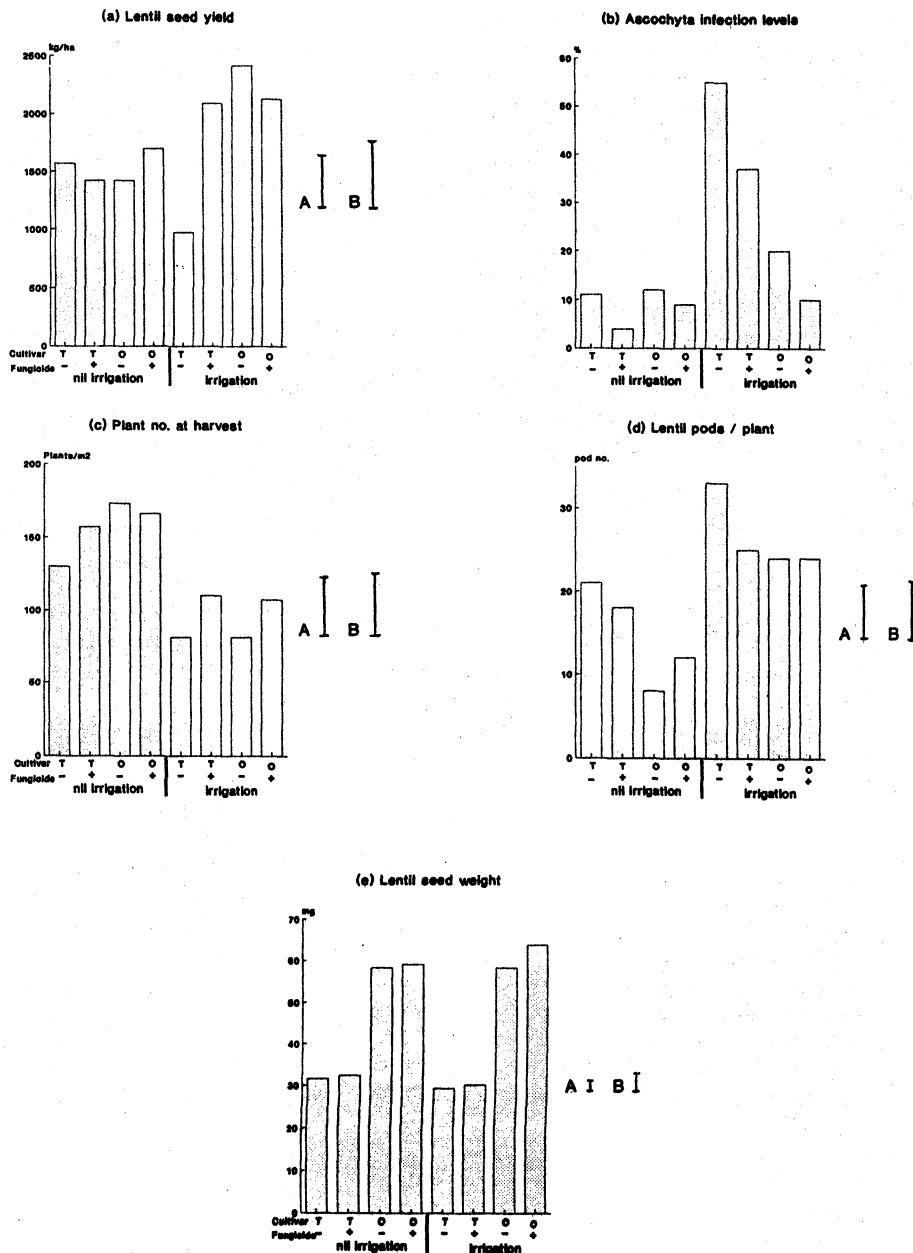 (a) Lentil seed yield
kg/ha
2500
2000
1500
1000
500
0
A B
Cultivar T T O O T T O O
Fungicide - + - + - + - +
nil irrigation irrigation
(b) Ascochyta infection levels
%
60
50
40
30
20
10
0
T T O O T T O O
- + - + - + - +
nil irrigation irrigation
(c) Plant no. at harvest
Plants/m2
200
150
100
50
0
A B
Cultivar T T O O T T O O
Fungicide - + - + - + - +
nil irrigation irrigation
(d) Lentil pods / plant
pod no.
30
20
10
0
A B
T T O O T T O O
- + - + - + - +
nil irrigation irrigation
(e) Lentil seed weight
mg
70
60
50
40
30
20
10
0
A B
Cultivar T T O O T T O O
Fungicide - + - + - + - +
nil irrigation irrigation